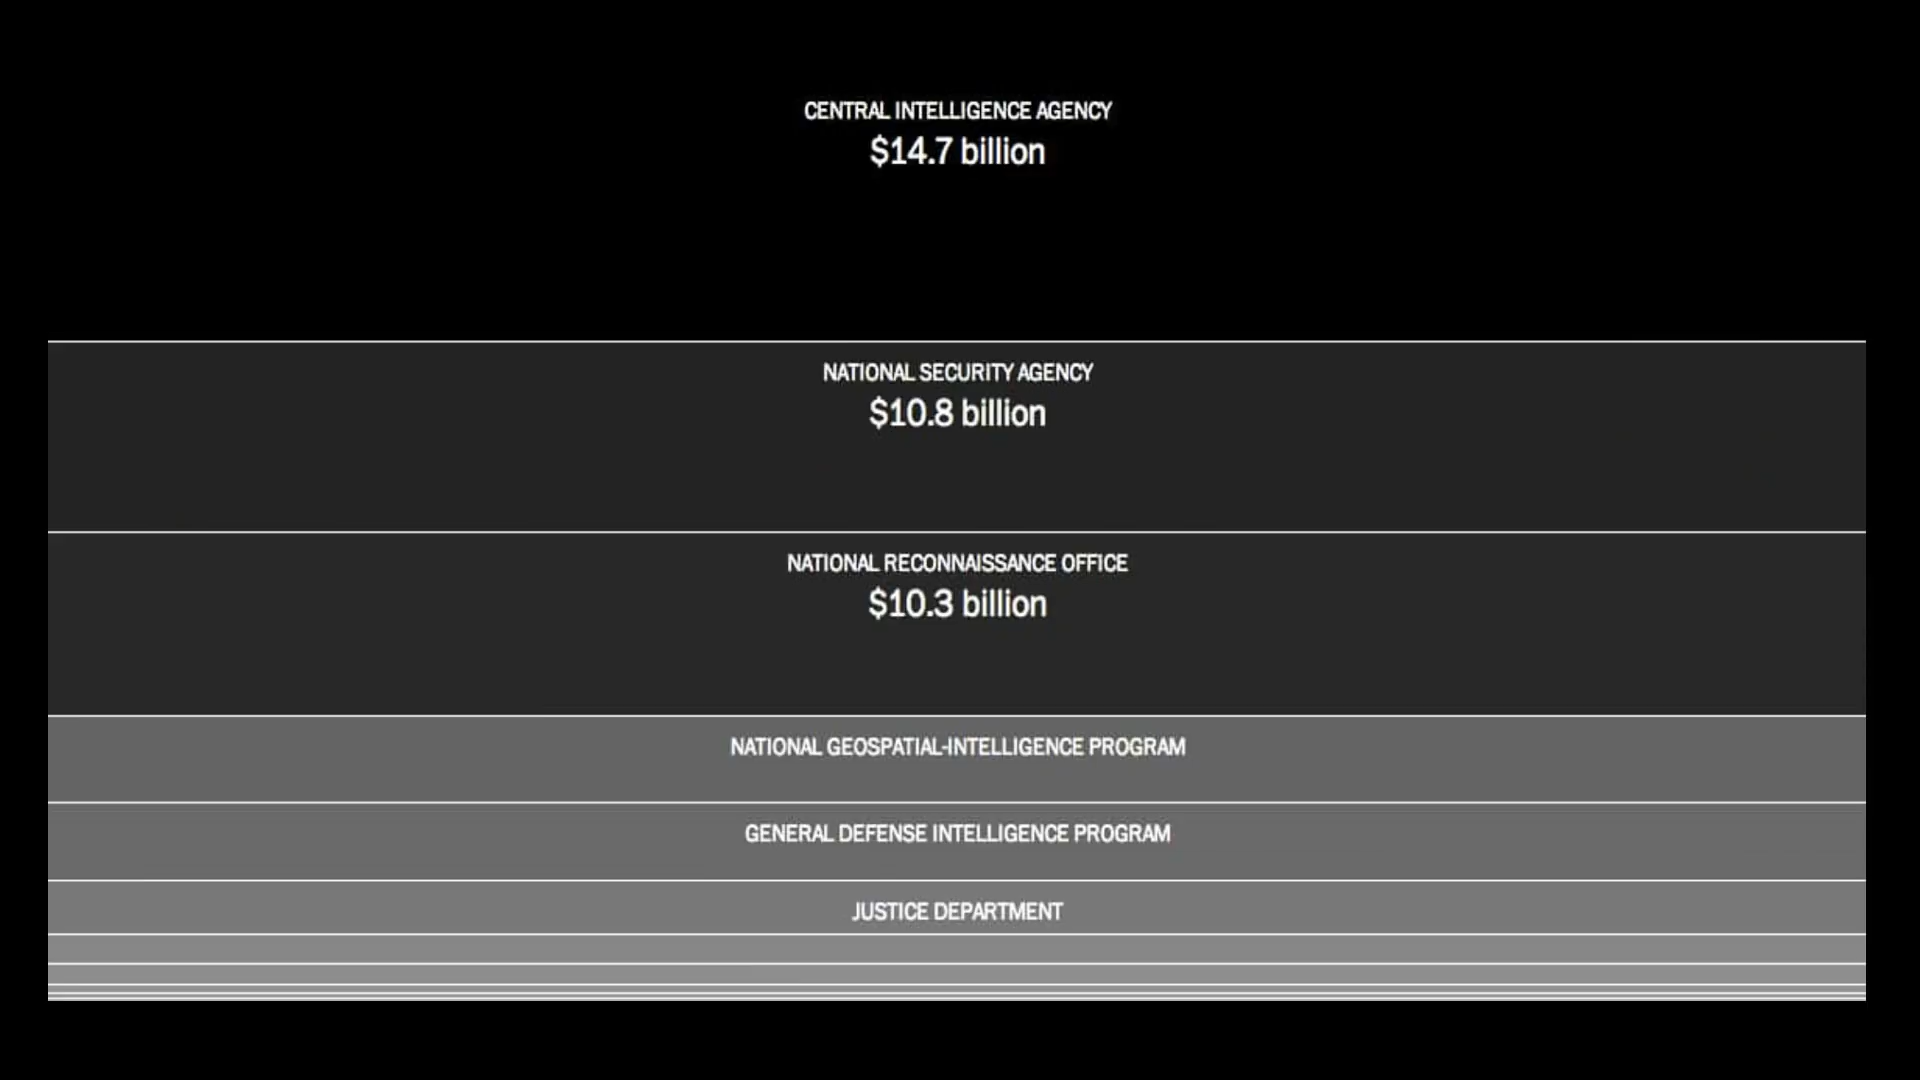 CENTRAL INTELLIGENCE AGENCY
$14.7 billion
NATIONAL SECURITY AGENCY
$10.8 billion
NATIONAL RECONNAISSANCE OFFICE
$10.3 billion
NATIONAL GEOSPATIAL-INTELLIGENCE PROGRAM
GENERAL DEFENSE INTELLIGENCE PROGRAM
JUSTICE DEPARTMENT